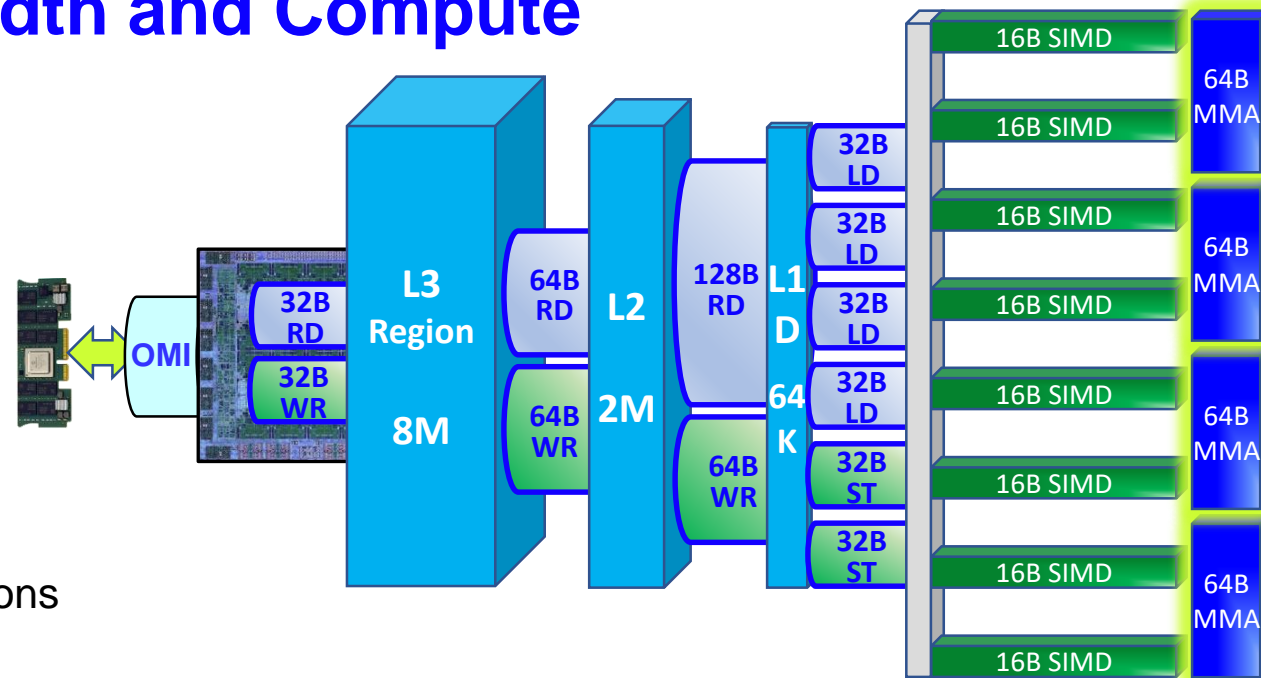 dth and Compute
OMI
32B
RD
32B
WR
L3
Region
8M
64B
RD
64B
WR
L2
2M
128B
RD
64B
WR
L1
D
64
K
32B
LD
32B
LD
32B
LD
32B
LD
32B
ST
32B
ST
16B SIMD
16B SIMD
16B SIMD
16B SIMD
16B SIMD
16B SIMD
16B SIMD
16B SIMD
64B
MMA
64B
MMA
64B
MMA
64B
MMA
ons